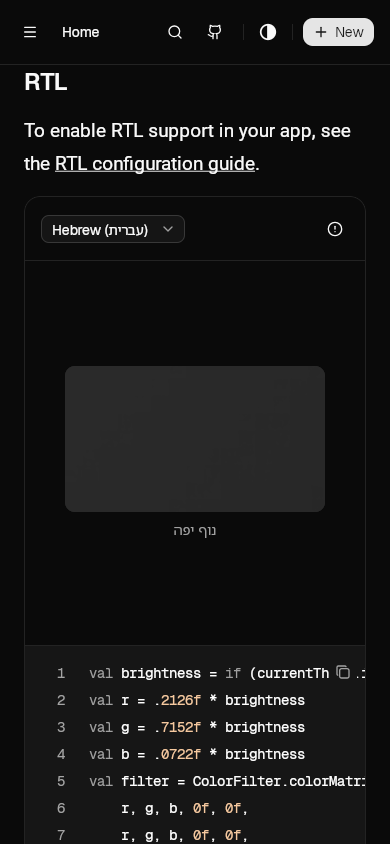 Home
New
RTL
To enable RTL support in your app, see
the RTL configuration guide.
Hebrew (עברית)
נוף יפה
1 val brightness = if (currentTh
2 val r = .2126f * brightness
3 val g = .7152f * brightness
4 val b = .0722f * brightness
5 val filter = ColorFilter.colorMatri
6 r, g, b, 0f, 0f,
7 r, g, b, 0f, 0f,